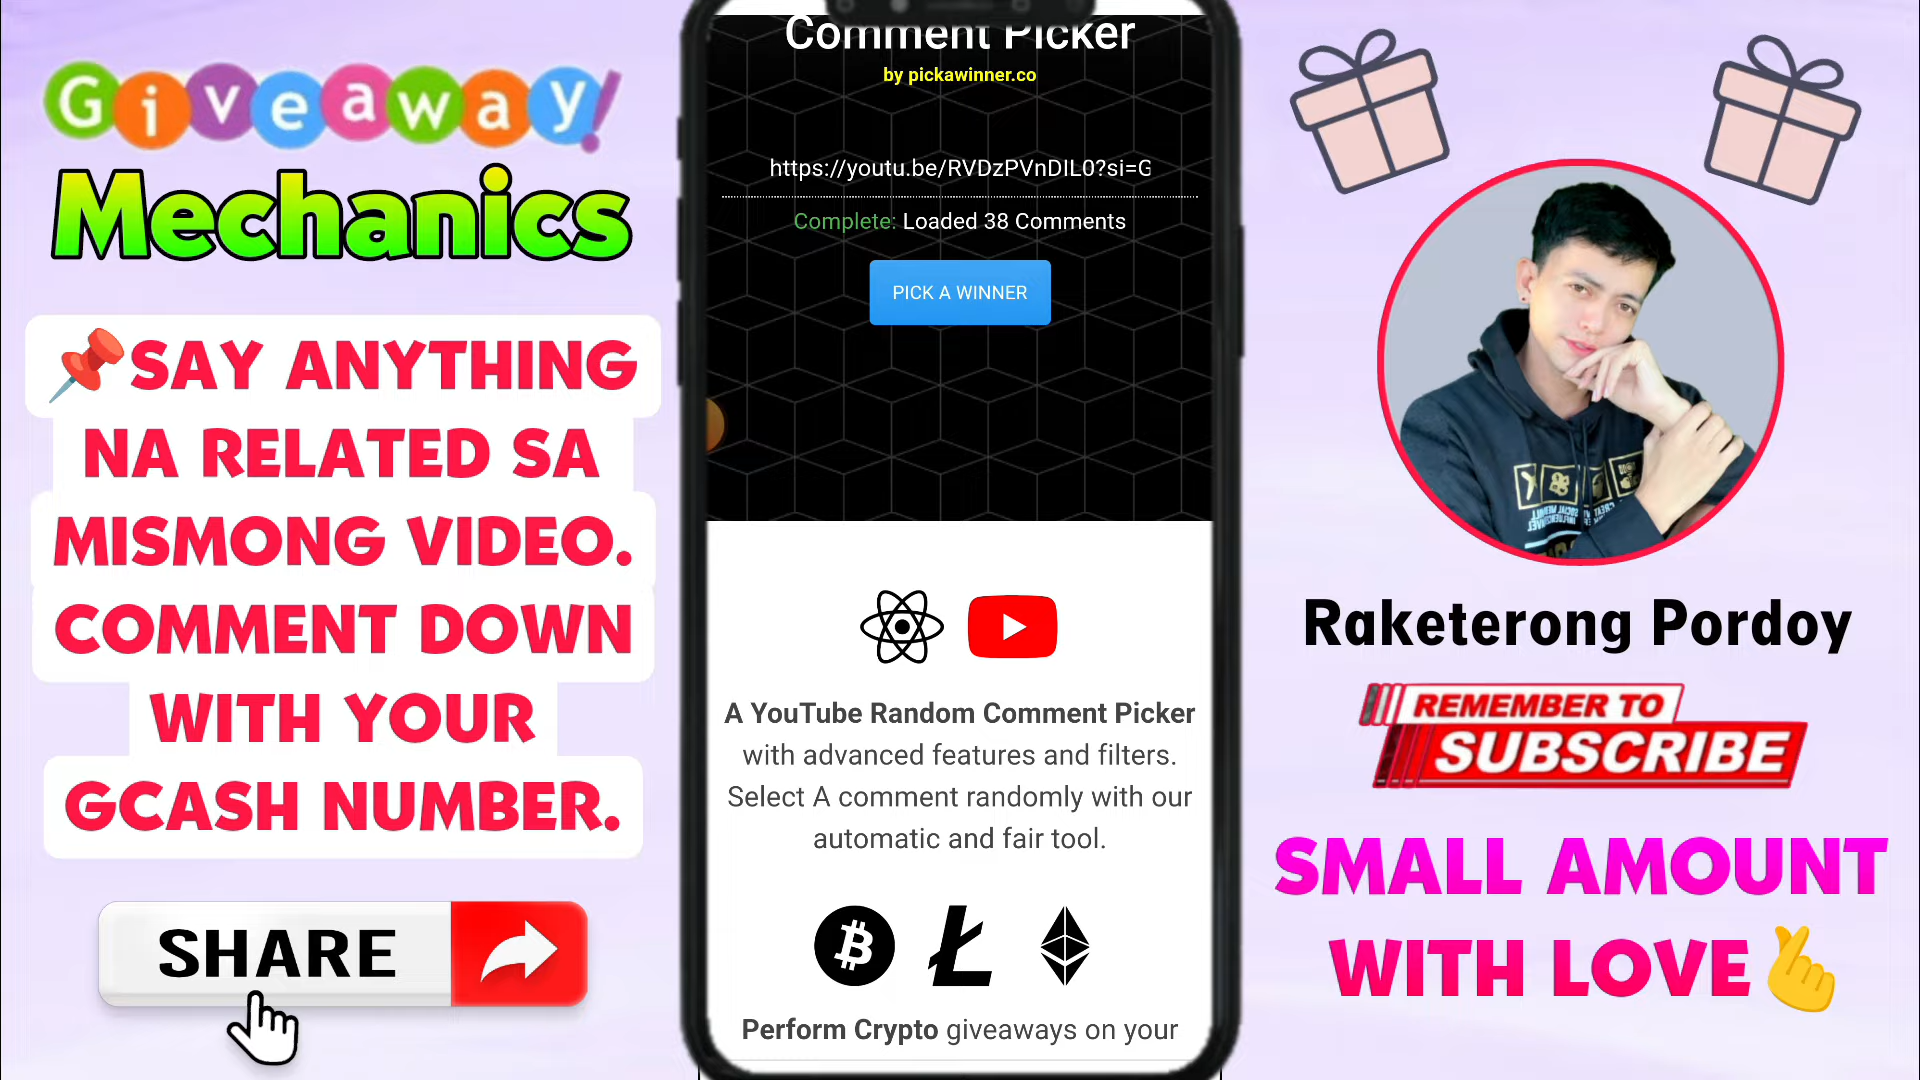 Giveaway!
Mechanics
📌SAY ANYTHING
NA RELATED SA
MISMONG VIDEO.
COMMENT DOWN
WITH YOUR
GCASH NUMBER.
SHARE
Comment Picker
by pickawinner.co
https://youtu.be/RVDzPVnDIL0?si=G
Complete: Loaded 38 Comments
PICK A WINNER
A YouTube Random Comment Picker
with advanced features and filters.
Select A comment randomly with our
automatic and fair tool.
Perform Crypto giveaways on your
Raketerong Pordoy
REMEMBER TO
SUBSCRIBE
SMALL AMOUNT
WITH LOVE